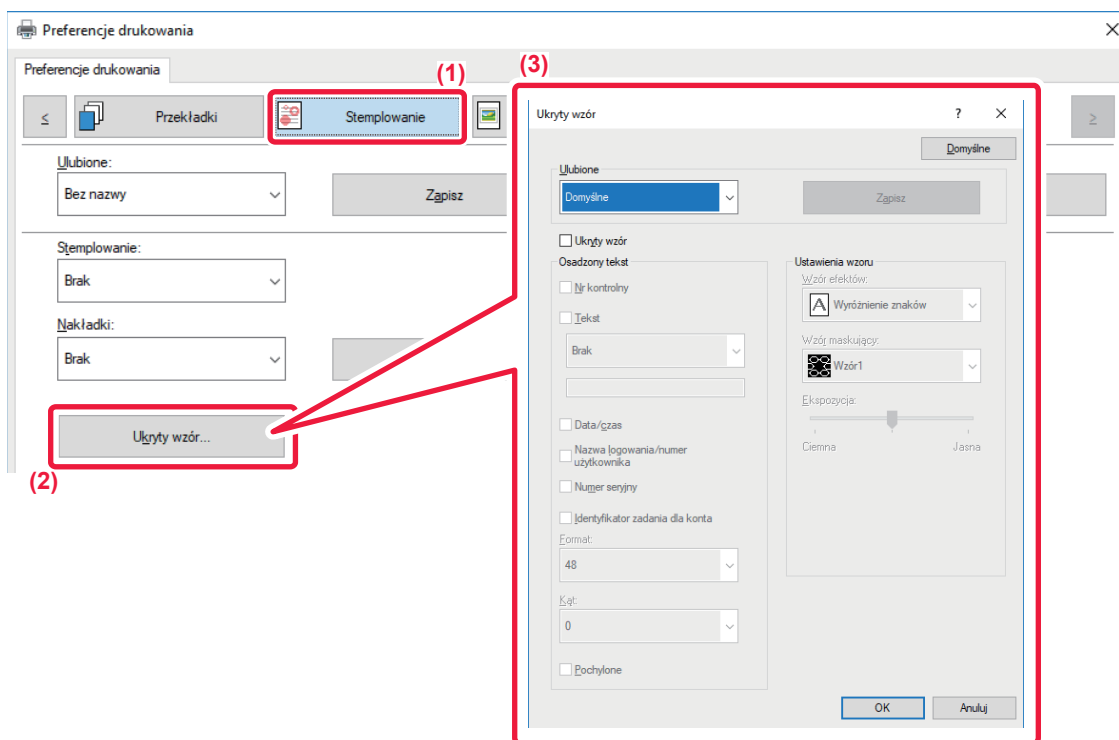 Preferencje drukowania
Preferencje drukowania
(1)
(3)
<
Przekładki
Stemplowanie
>
Ulubione:
Bez nazwy
Zapisz
Stemplowanie:
Brak
Nakładki:
Brak
Ukryty wzór...
(2)
Ukryty wzór
?
Domyślne
Ulubione
Domyślne
Zapisz
Ukryty wzór
Osadzony tekst
Nr kontrolny
Tekst
Brak
Data/czas
Nazwa logowania/numer
użytkownika
Numer seryjny
Identyfikator zadania dla konta
Format:
48
Kąt:
0
Pochylone
Ustawienia wzoru
Wzór efektów:
A Wyróżnienie znaków
Wzór maskujący:
Wzór1
Ekspozycja:
Ciemna Jasna
OK Anuluj